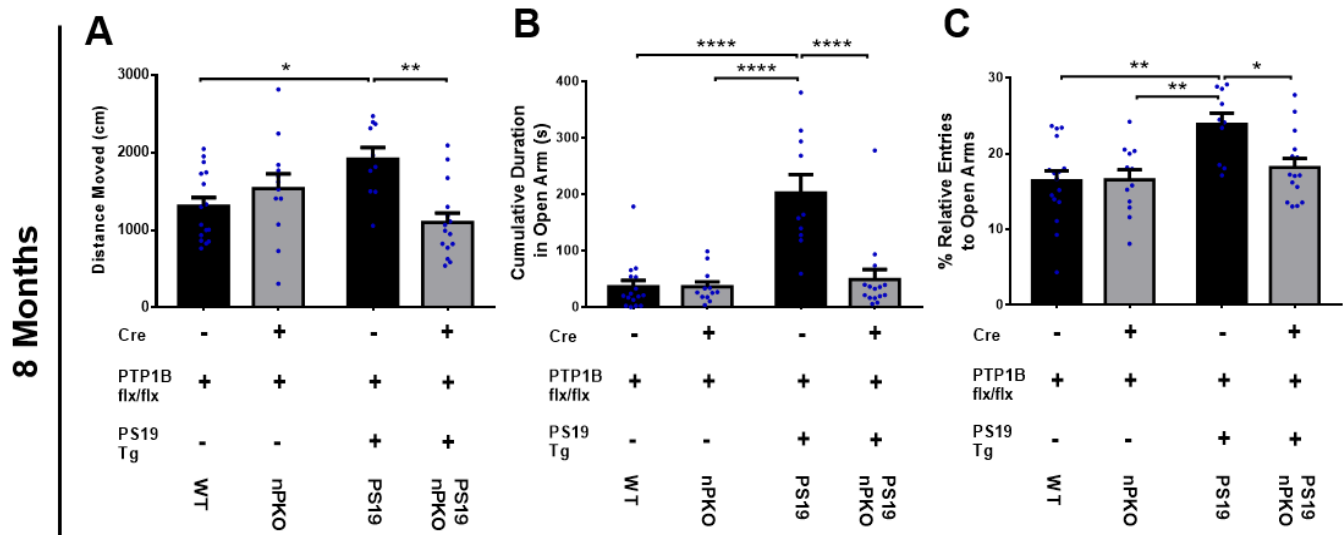 8 Months
A
Distance Moved (cm)
3000
2000
1000
0
* **
Cre - + - +
PTP1B + + + +
flx/flx
PS19 - - + +
Tg
WT
nPKO
PS19
PS19
nPKO
B
Cumulative Duration
in Open Arm (s)
400
300
200
100
0
**** ****
****
Cre - + - +
PTP1B + + + +
flx/flx
PS19 - - + +
Tg
WT
nPKO
PS19
PS19
nPKO
C
% Relative Entries
to Open Arms
30
20
10
0
** *
**
Cre - + - +
PTP1B + + + +
flx/flx
PS19 - - + +
Tg
WT
nPKO
PS19
PS19
nPKO